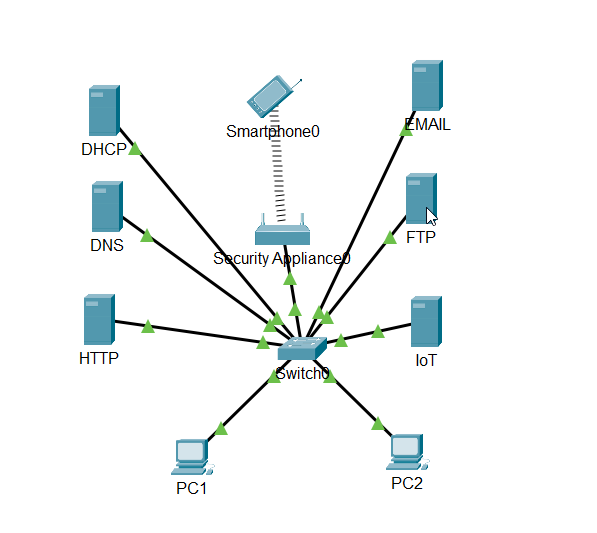 EMAIL
Smartphone0
DHCP
FTP
DNS
Security Appliance0
HTTP
IoT
Switch0
PC1
PC2